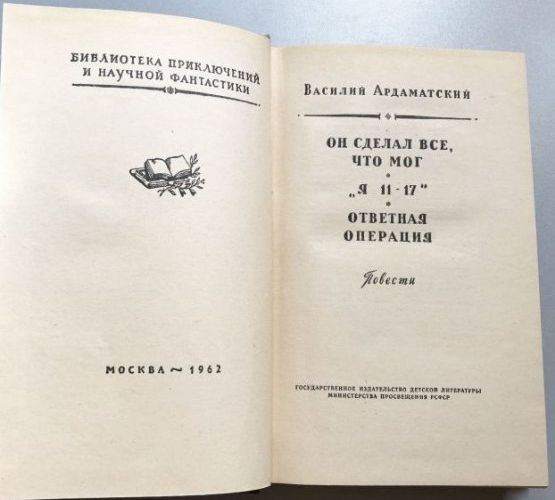 БИБЛИОТЕКА ПРИКЛЮЧЕНИЙ
И НАУЧНОЙ ФАНТАСТИКИ
МОСКВА ~ 1962
ВАСИЛИЙ АРДАМАТСКИЙ
ОН СДЕЛАЛ ВСЕ,
ЧТО МОГ
„Я 11-17"
ОТВЕТНАЯ
ОПЕРАЦИЯ
Повести
ГОСУДАРСТВЕННОЕ ИЗДАТЕЛЬСТВО ДЕТСКОЙ ЛИТЕРАТУРЫ
МИНИСТЕРСТВА ПРОСВЕЩЕНИЯ РСФСР